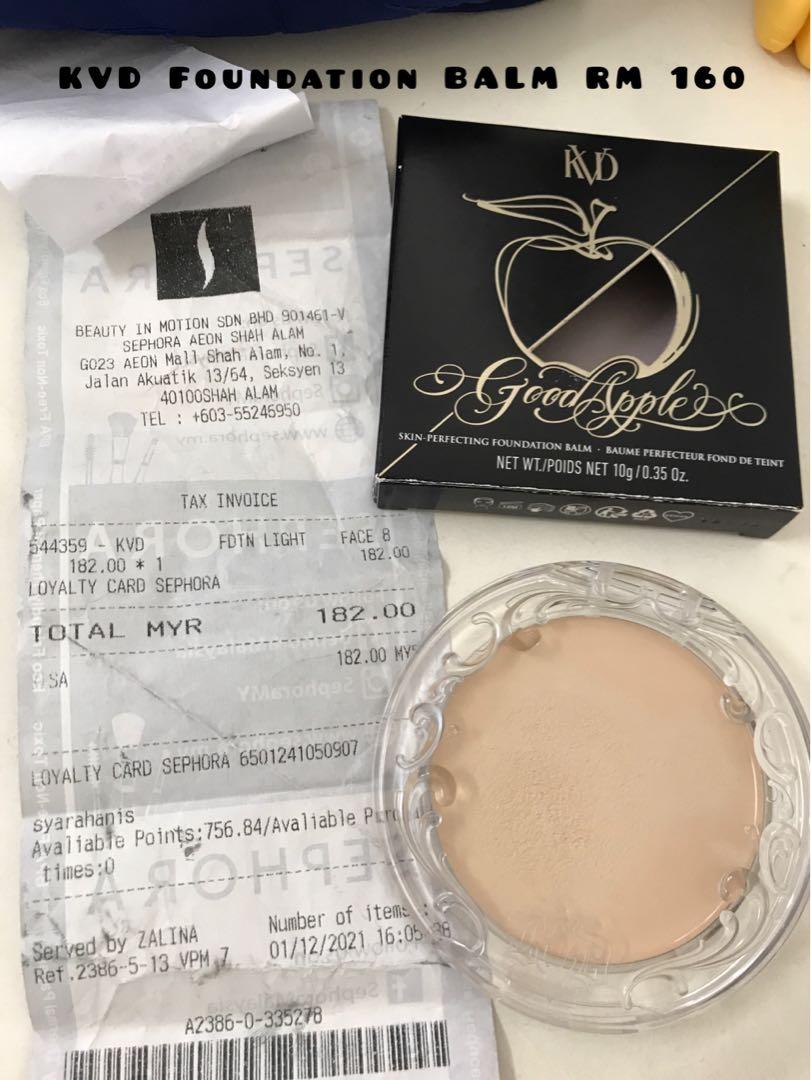 KVD Foundation BALM RM 160
BEAUTY IN MOTION SDN BHD 901461-V
SEPHORA AEON SHAH ALAM
G023 AEON Mall Shah Alam, No. 1,
Jalan Akuatik 13/64, Seksyen 13
40100SHAH ALAM
TEL : +603-55246950
TAX INVOICE
544359 - KVD FDTN LIGHT FACE 8
182.00 * 1 182.00
LOYALTY CARD SEPHORA
TOTAL MYR 182.00
182.00
LOYALTY CARD SEPHORA 6501241050907
syarahanis
Avaliable Points:756.84/Avaliable
times:0
Served by ZALINA
Number of items
Ref.2386-5-13 VPM 7
01/12/2021 16:05
A2386-0-335278
KVD
Good Apple
SKIN-PERFECTING FOUNDATION BALM · BAUME PERFECTEUR FOND DE TEINT
NET WT./POIDS NET 10g/0.35 Oz.